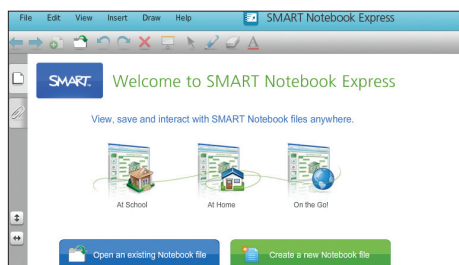 File Edit View Insert Draw Help SMART Notebook Express
A
SMART Welcome to SMART Notebook Express
View, save and interact with SMART Notebook files anywhere.
At School At Home On the Go!
Open an existing Notebook file Create a new Notebook file